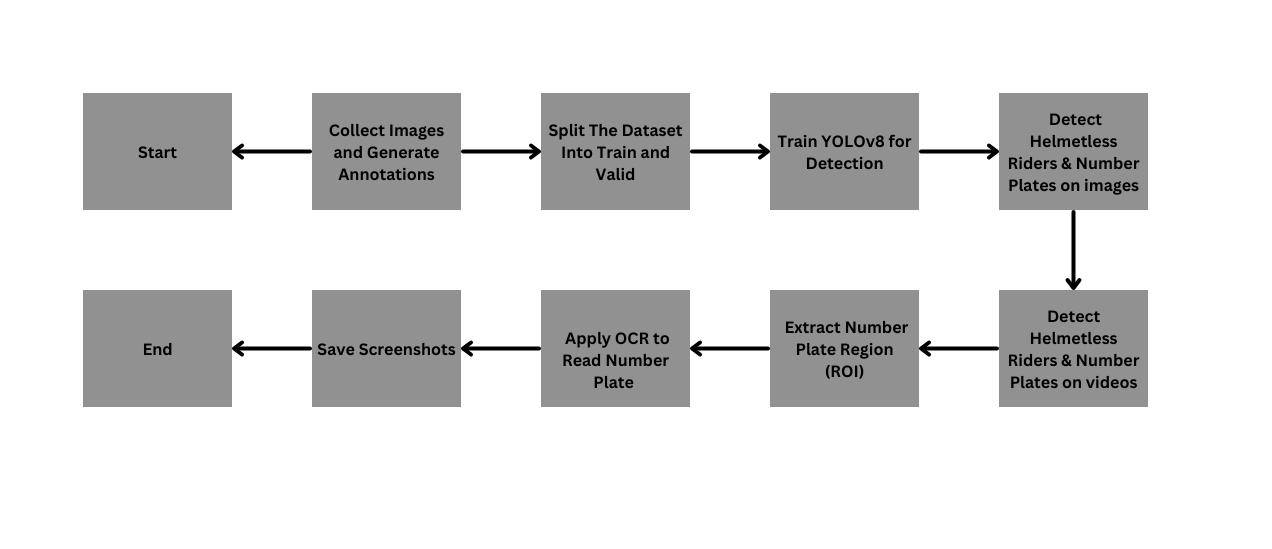 Start
Collect Images
and Generate
Annotations
Split The Dataset
Into Train and
Valid
Train YOLOv8 for
Detection
Detect
Helmetless
Riders & Number
Plates on images
Detect
Helmetless
Riders & Number
Plates on videos
Extract Number
Plate Region
(ROI)
Apply OCR to
Read Number
Plate
Save Screenshots
End